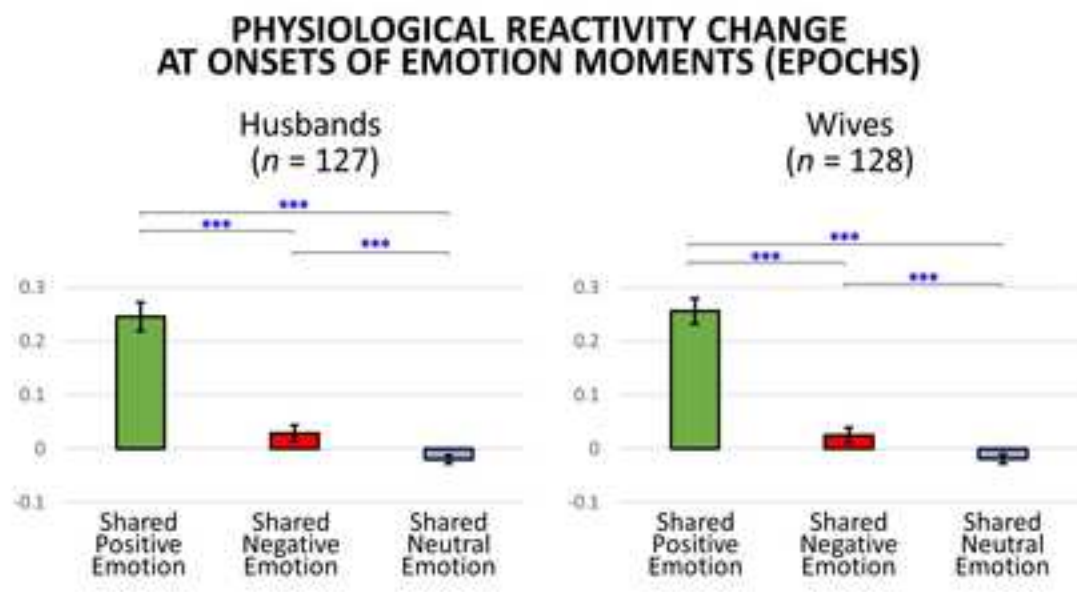 PHYSIOLOGICAL REACTIVITY CHANGE
AT ONSETS OF EMOTION MOMENTS (EPOCHS)
Husbands
(n = 127)
***
***
***
0.3
0.2
0.1
0
-0.1
Shared
Positive
Emotion
Shared
Negative
Emotion
Shared
Neutral
Emotion
Wives
(n = 128)
***
***
***
0.3
0.2
0.1
0
-0.1
Shared
Positive
Emotion
Shared
Negative
Emotion
Shared
Neutral
Emotion